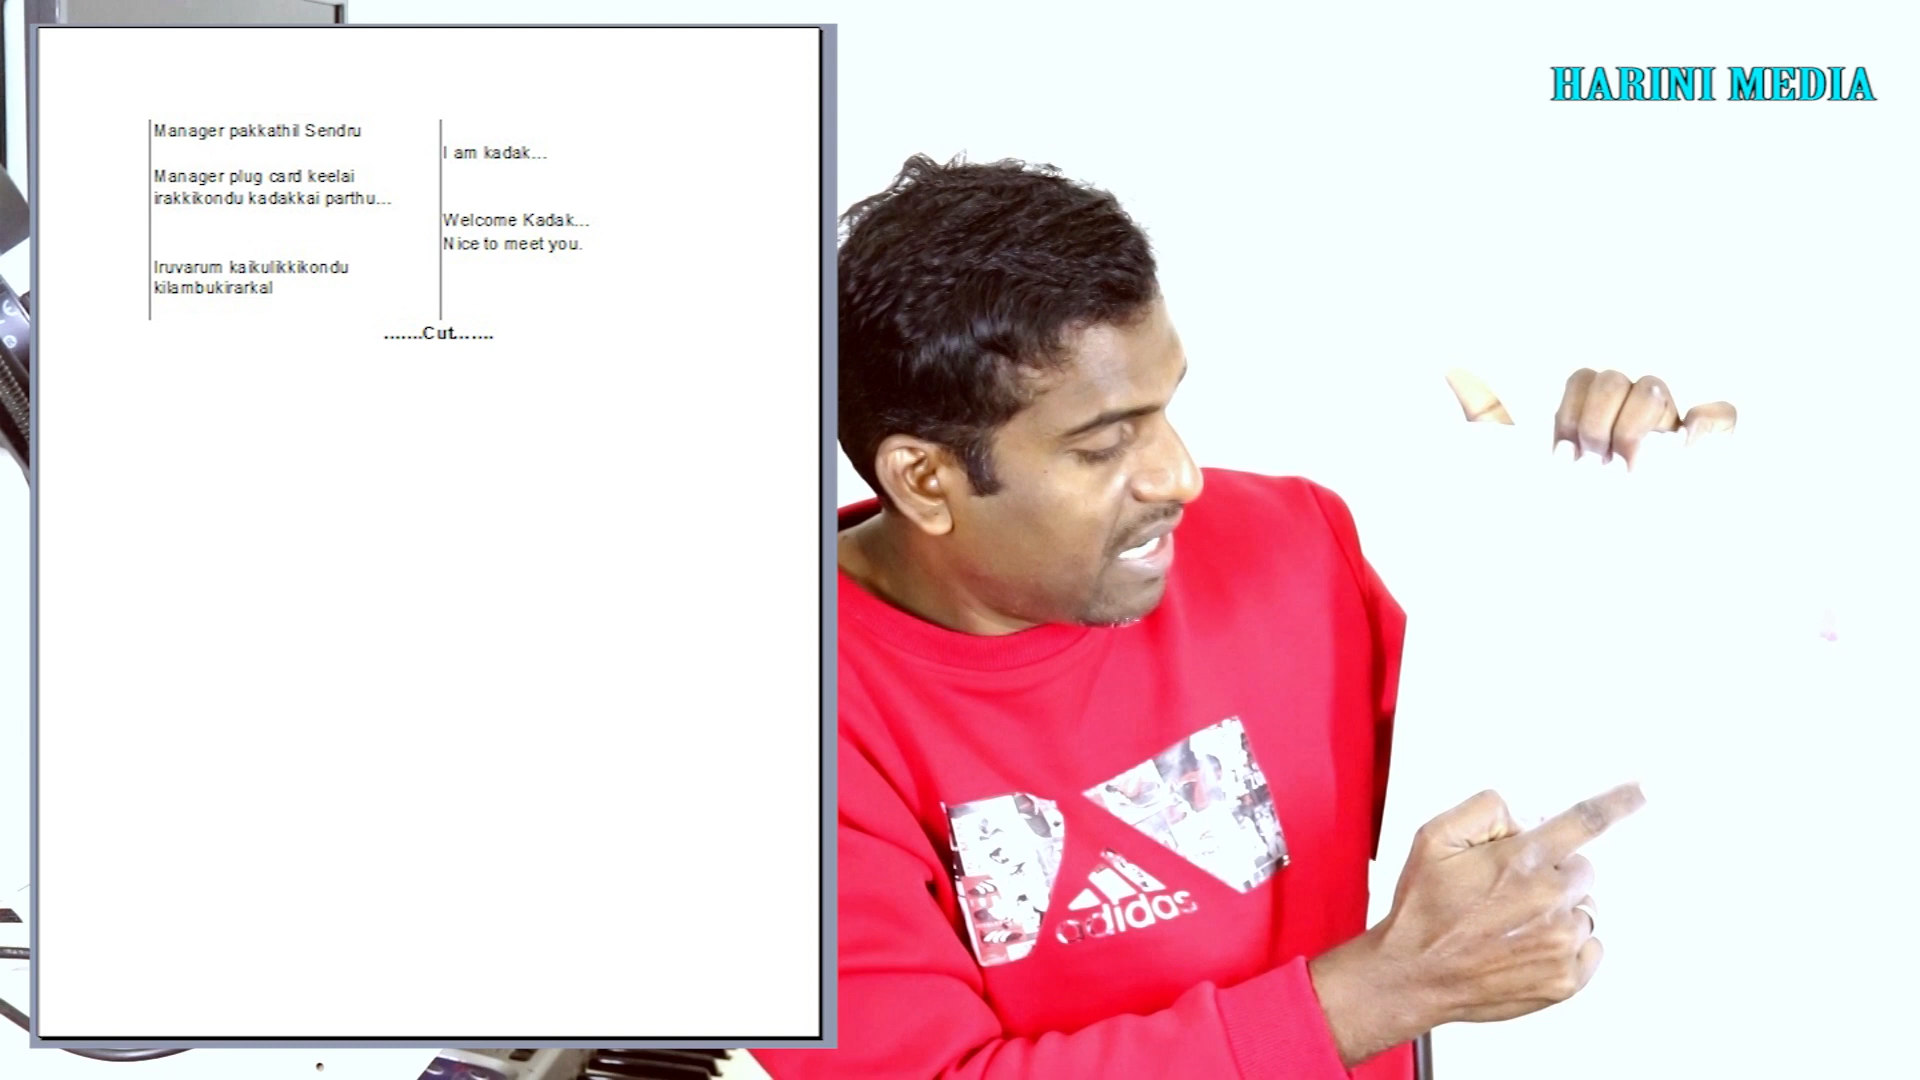 HARINI MEDIA
Manager pakkathil Sendru
I am kadak...
Manager plug card keelai
irakkikondu kadakkai parthu...
Welcome Kadak...
Nice to meet you.
Iruvarum kaikulikkikondu
kilambukirarkal
.......Cut.......
adidas